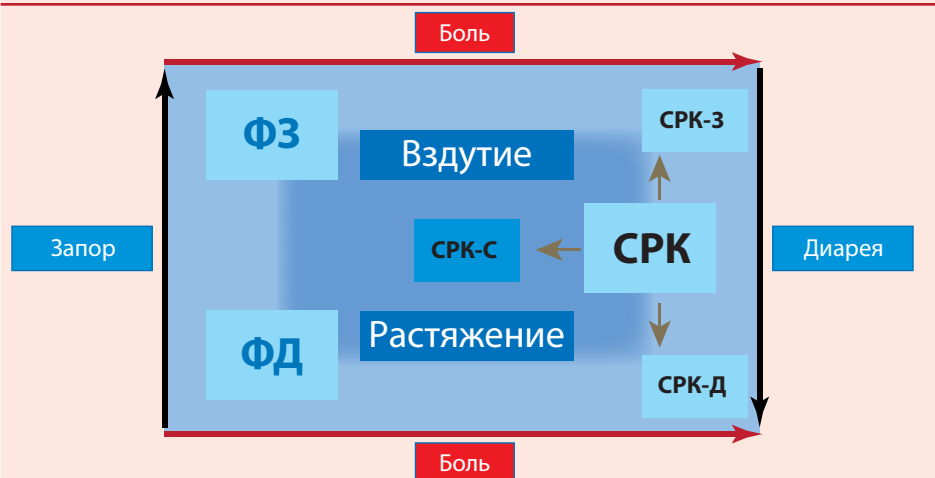 Боль
ФЗ
СРК-З
Вздутие
Запор
СРК-С
СРК
Диарея
ФД
Растяжение
СРК-Д
Боль